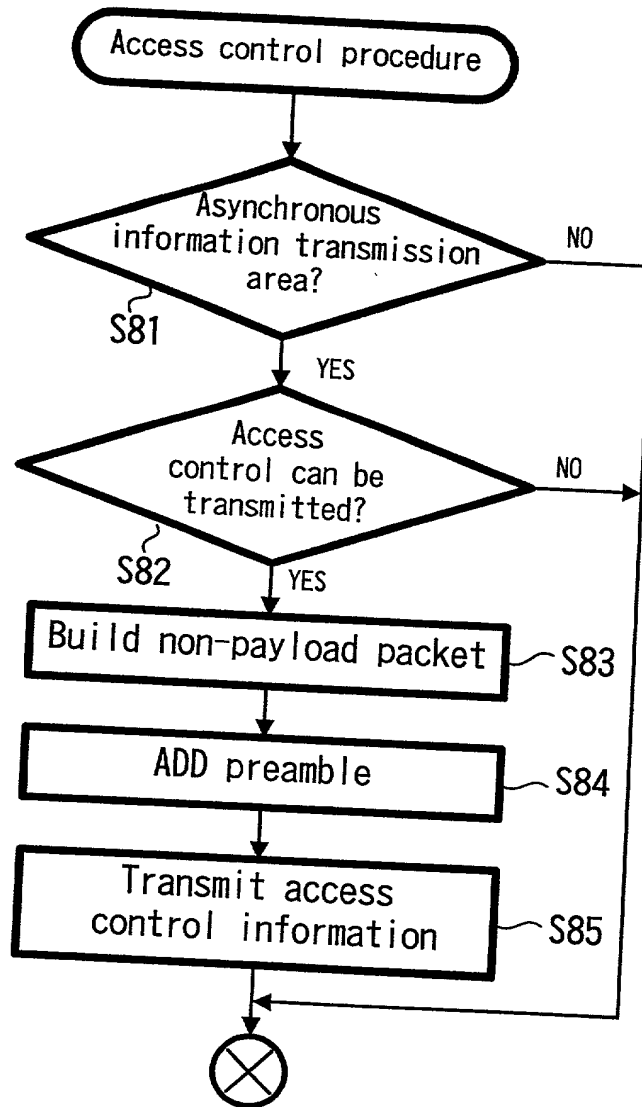 Access control procedure
Asynchronous
information transmission
area?
NO
S81
YES
Access
control can be
transmitted?
NO
S82
YES
Build non-payload packet
S83
ADD preamble
S84
Transmit access
control information
S85